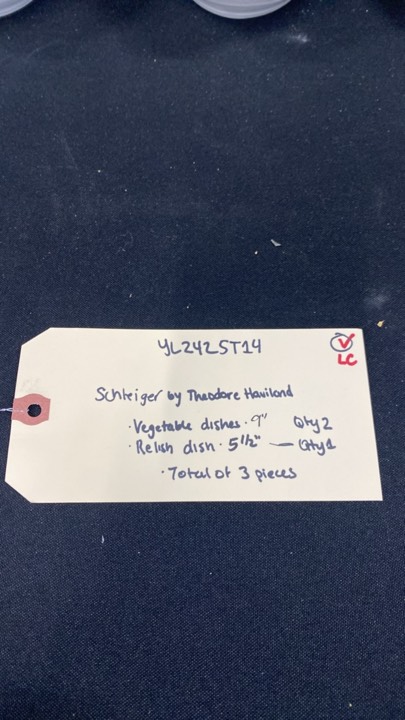 YL242ST14
V
LC
Schleiger by Theodore Haviland
· Vegetable dishes · 9" Qty 2
· Relish dish · 5 1/2" — Qty 1
· Total of 3 pieces